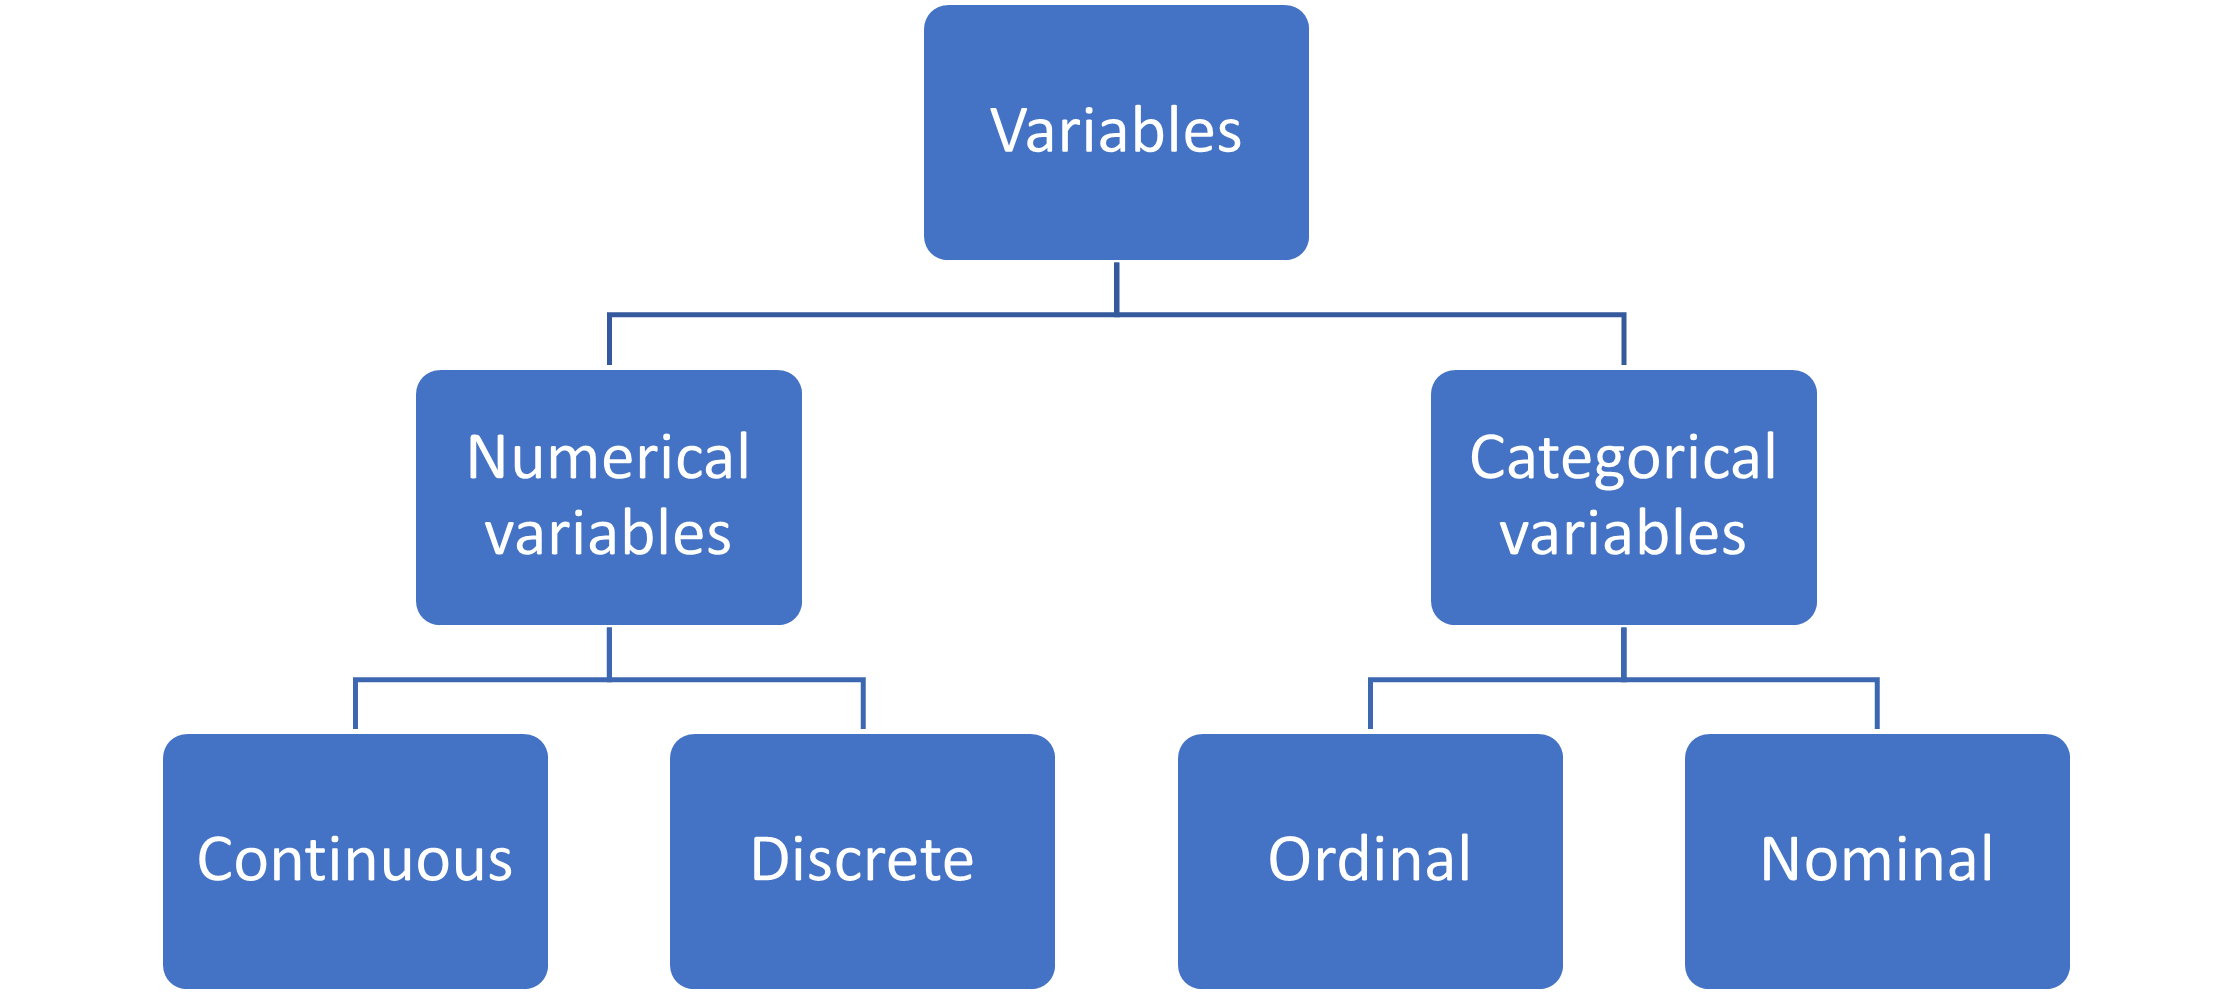 Variables
Numerical
variables
Categorical
variables
Continuous
Discrete
Ordinal
Nominal